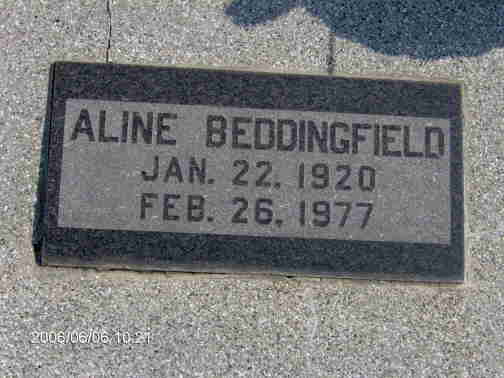 ALINE BEDDINGFIELD
JAN. 22. 1920
FEB. 26. 1977
2006/06/06 10:21